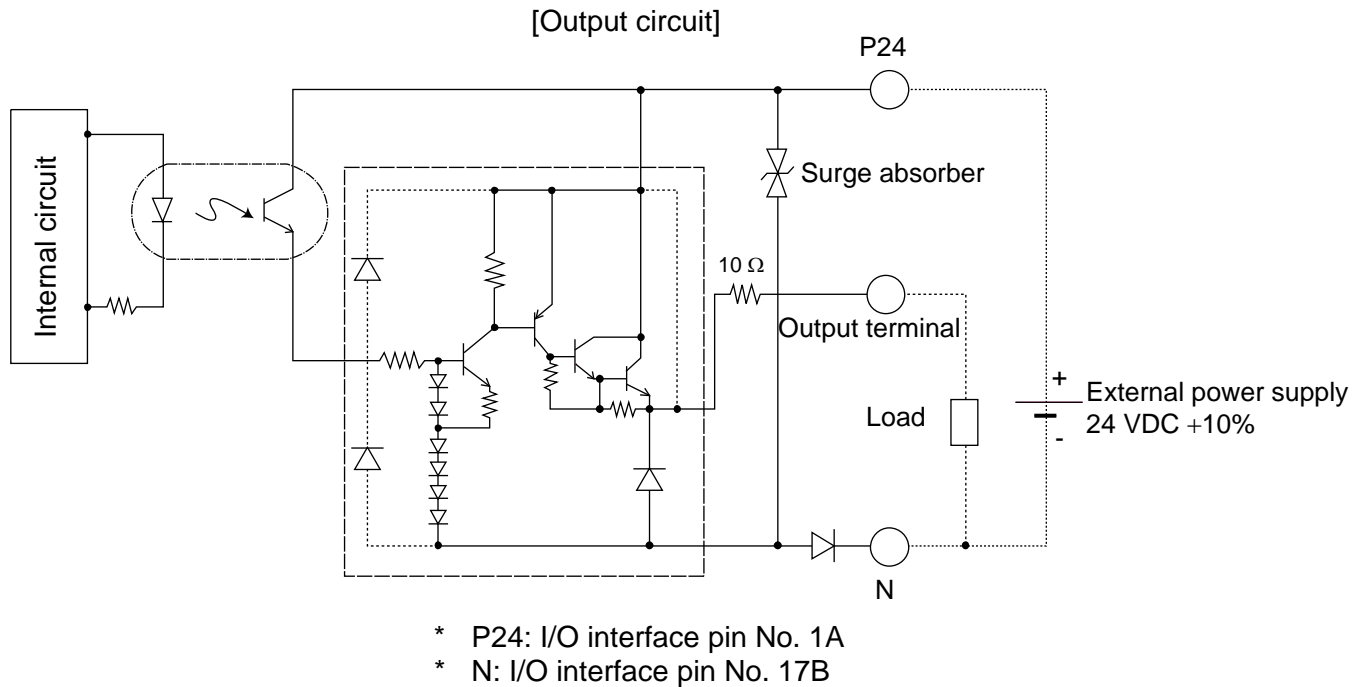 [Output circuit]
P24
Internal circuit
Surge absorber
10 Ω
Output terminal
+
External power supply
24 VDC +10%
-
Load
N
* P24: I/O interface pin No. 1A
* N: I/O interface pin No. 17B